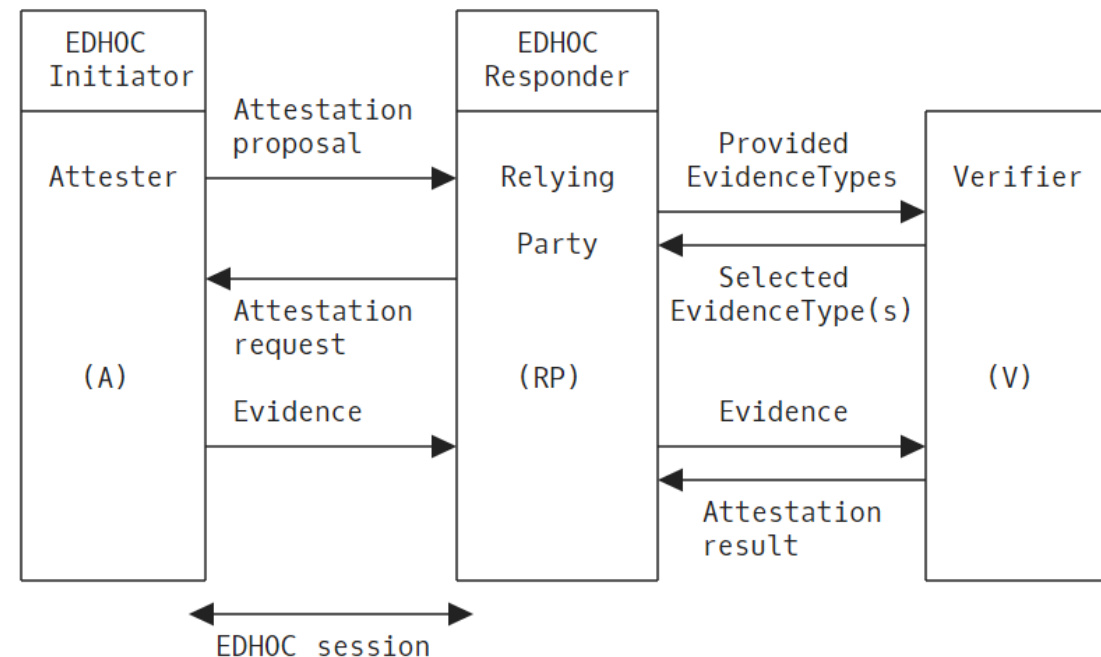 EDHOC
Initiator
EDHOC
Responder
Attestation
proposal
Attester
Relying
Party
Provided
EvidenceTypes
Verifier
Selected
EvidenceType(s)
Attestation
request
(A)
(RP)
(V)
Evidence
Evidence
Attestation
result
EDHOC session